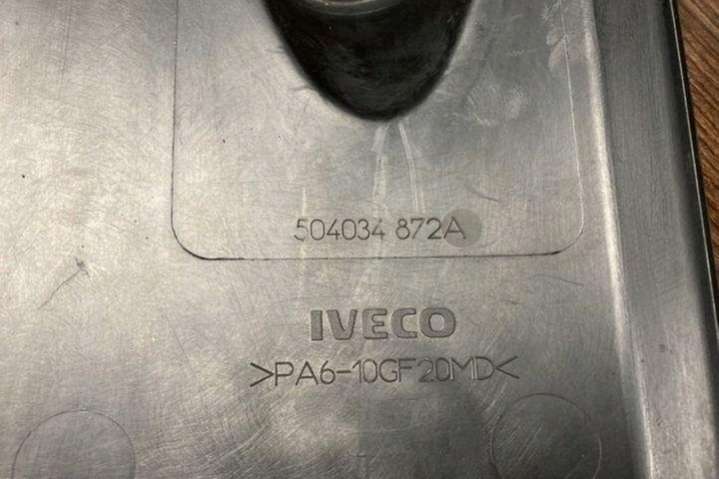 504034 872A
IVECO
>PA6-10GF20MD<